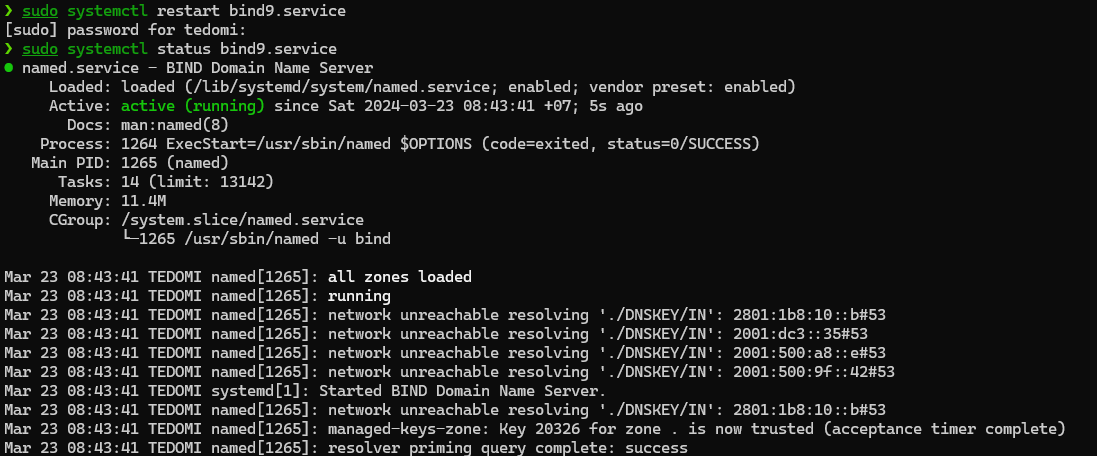 ❯ sudo systemctl restart bind9.service
[sudo] password for tedomi:
❯ sudo systemctl status bind9.service
● named.service - BIND Domain Name Server
Loaded: loaded (/lib/systemd/system/named.service; enabled; vendor preset: enabled)
Active: active (running) since Sat 2024-03-23 08:43:41 +07; 5s ago
Docs: man:named(8)
Process: 1264 ExecStart=/usr/sbin/named $OPTIONS (code=exited, status=0/SUCCESS)
Main PID: 1265 (named)
Tasks: 14 (limit: 13142)
Memory: 11.4M
CGroup: /system.slice/named.service
└─1265 /usr/sbin/named -u bind
Mar 23 08:43:41 TEDOMI named[1265]: all zones loaded
Mar 23 08:43:41 TEDOMI named[1265]: running
Mar 23 08:43:41 TEDOMI named[1265]: network unreachable resolving './DNSKEY/IN': 2801:1b8:10::b#53
Mar 23 08:43:41 TEDOMI named[1265]: network unreachable resolving './DNSKEY/IN': 2001:dc3::35#53
Mar 23 08:43:41 TEDOMI named[1265]: network unreachable resolving './DNSKEY/IN': 2001:500:a8::e#53
Mar 23 08:43:41 TEDOMI named[1265]: network unreachable resolving './DNSKEY/IN': 2001:500:9f::42#53
Mar 23 08:43:41 TEDOMI systemd[1]: Started BIND Domain Name Server.
Mar 23 08:43:41 TEDOMI named[1265]: network unreachable resolving './DNSKEY/IN': 2801:1b8:10::b#53
Mar 23 08:43:41 TEDOMI named[1265]: managed-keys-zone: Key 20326 for zone . is now trusted (acceptance timer complete)
Mar 23 08:43:41 TEDOMI named[1265]: resolver priming query complete: success